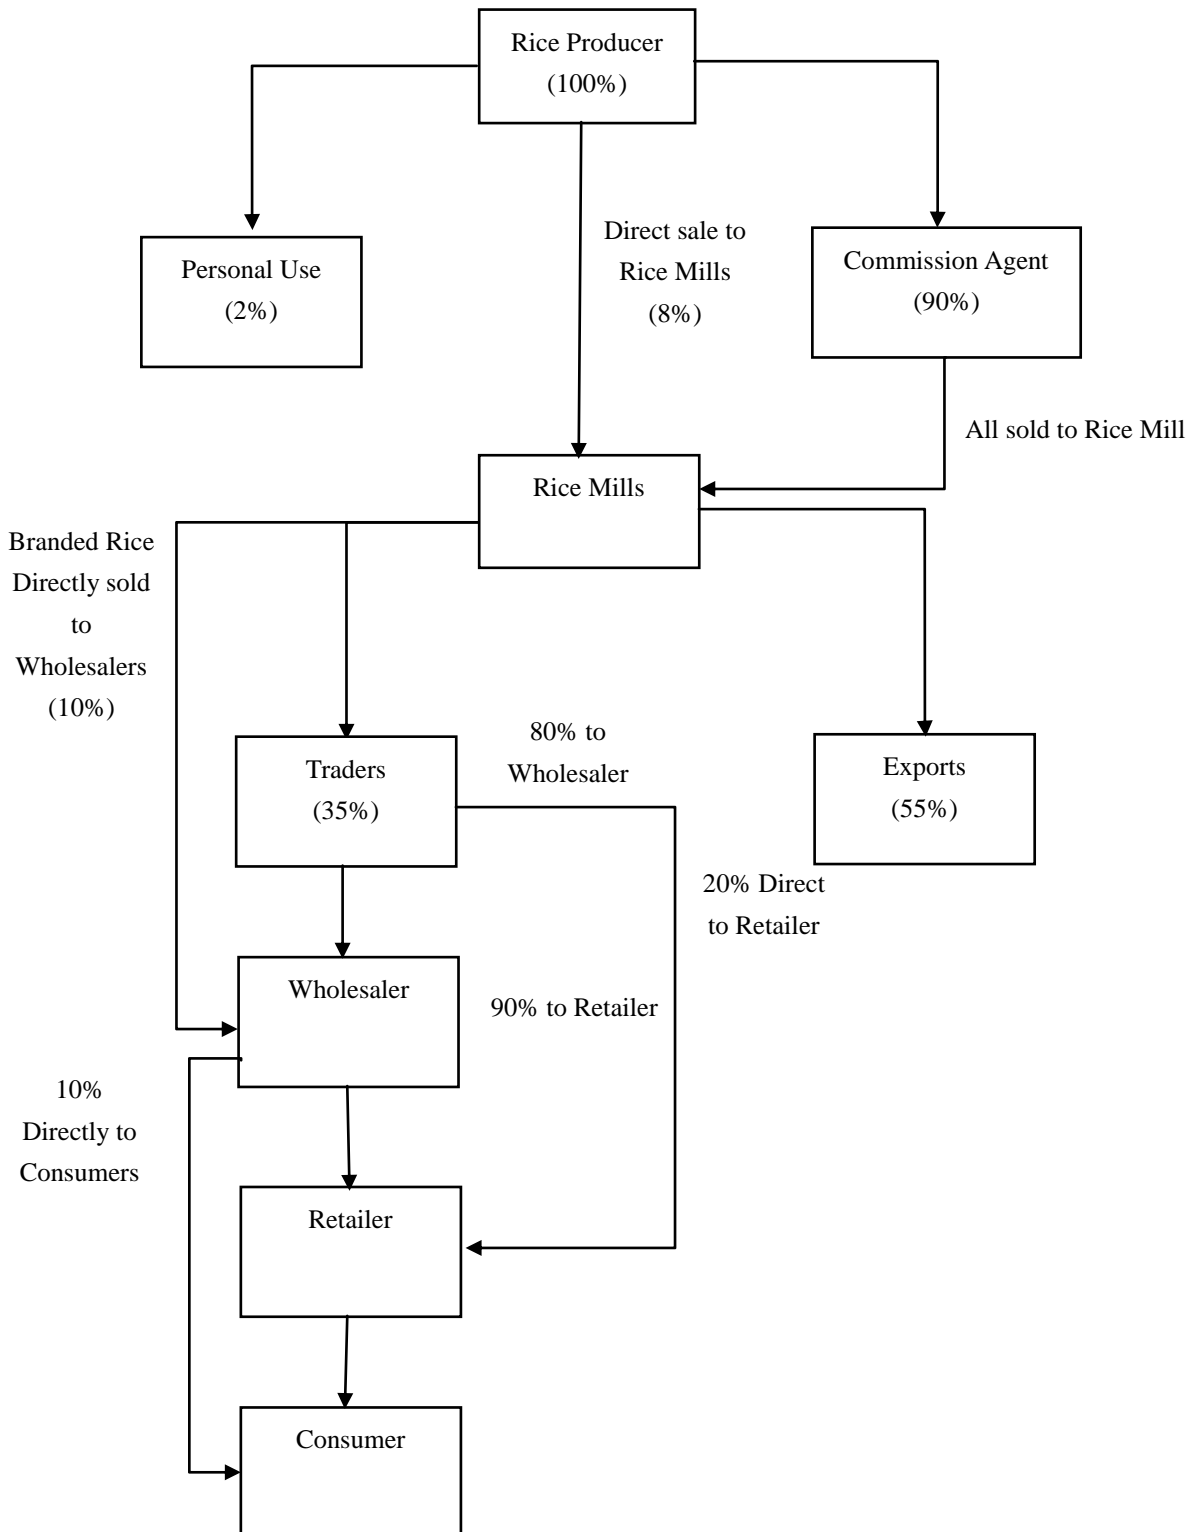 Rice Producer
(100%)
Personal Use
(2%)
Direct sale to
Rice Mills
(8%)
Commission Agent
(90%)
All sold to Rice Mill
Rice Mills
Branded Rice
Directly sold
to
Wholesalers
(10%)
Traders
(35%)
80% to
Wholesaler
Exports
(55%)
20% Direct
to Retailer
Wholesaler
90% to Retailer
10%
Directly to
Consumers
Retailer
Consumer